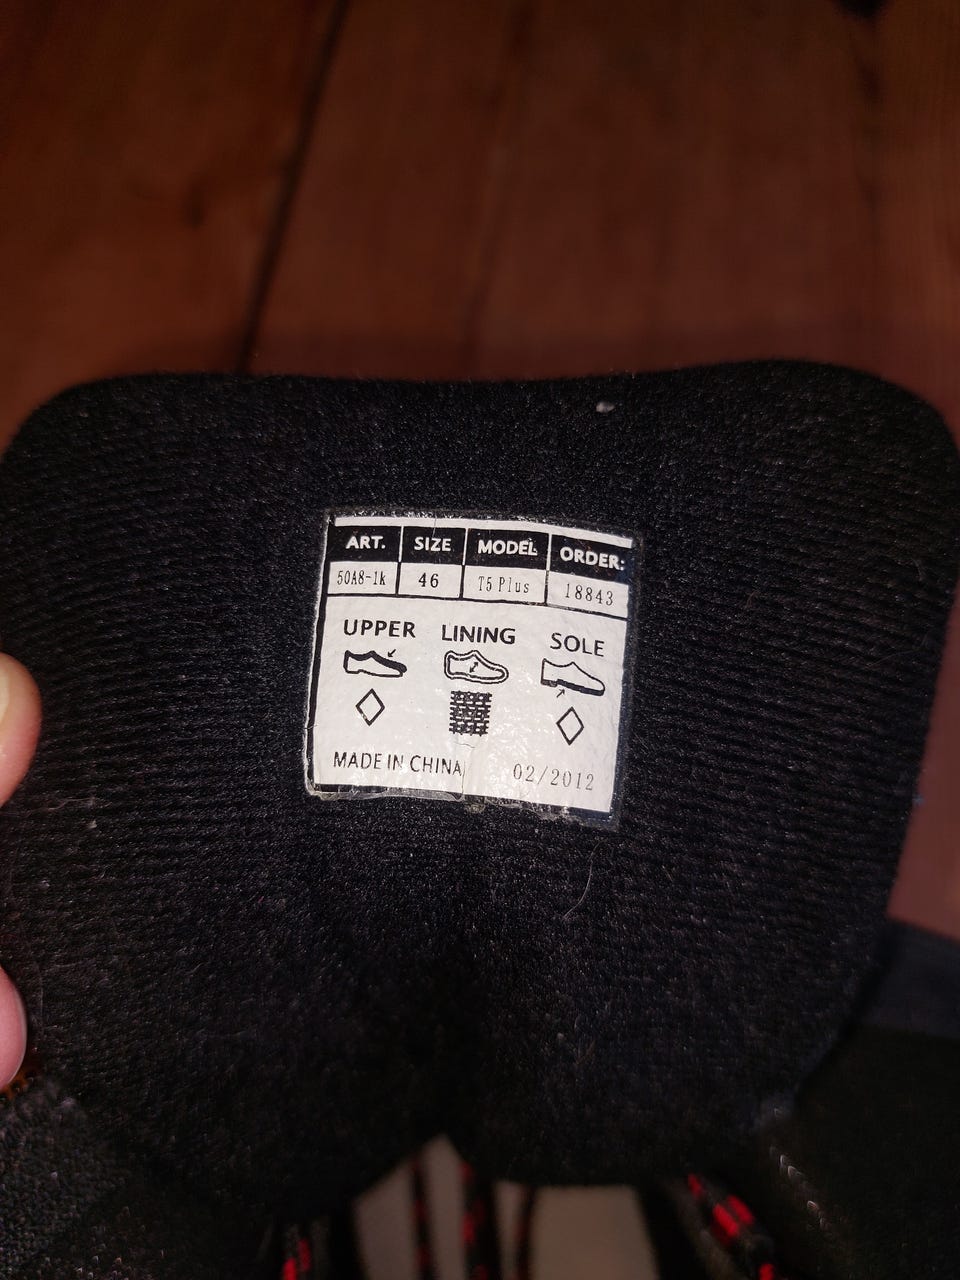 ART. SIZE MODEL ORDER:
50A8-1k 46 T5 Plus 18843
UPPER LINING SOLE
MADE IN CHINA 02/2012